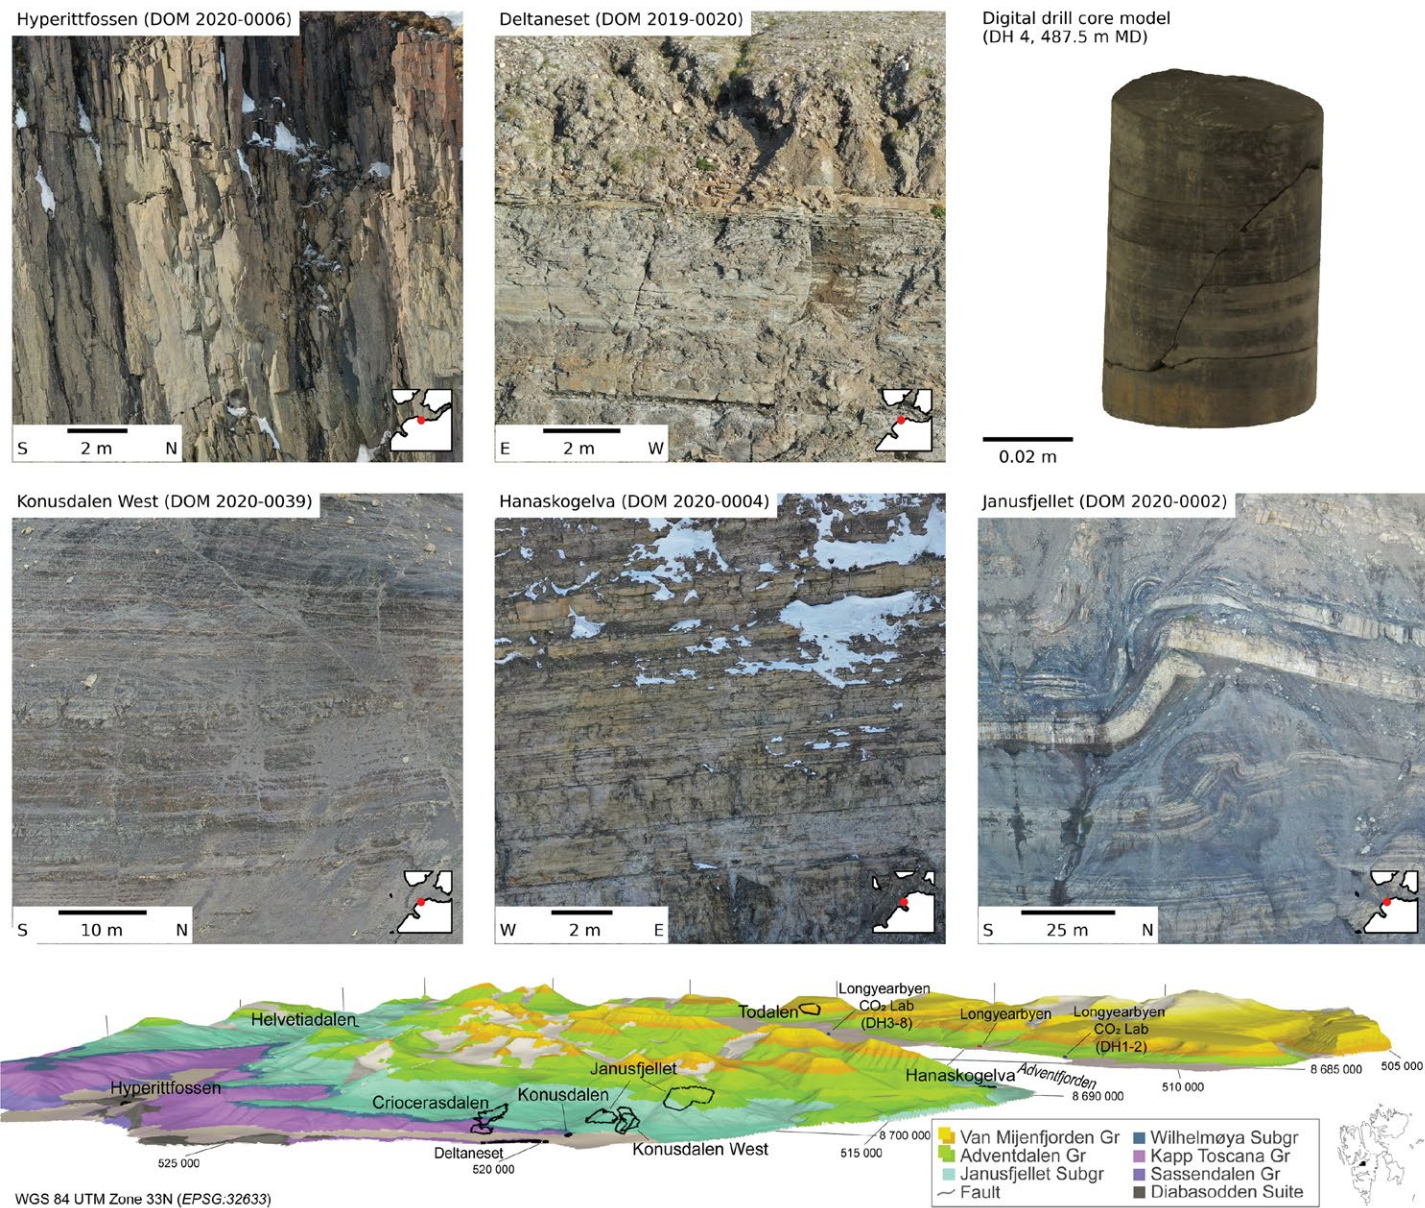 Hyperittfossen (DOM 2020-0006)
Deltaneset (DOM 2019-0020)
Digital drill core model
(DH 4, 487.5 m MD)
S 2 m N
E 2 m W
0.02 m
Konusdalen West (DOM 2020-0039)
Hanaskogelva (DOM 2020-0004)
Janusfjellet (DOM 2020-0002)
S 10 m N
W 2 m E
S 25 m N
Helvetiadalen
Todalen
Longyearbyen
CO₂ Lab
(DH3-8)
Longyearbyen
Longyearbyen
CO₂ Lab
(DH1-2)
Hyperittfossen
Janusfjellet
Konusdalen
Criocerasdalen
Hanaskogelva
Adventfjorden
Deltaneset
Konusdalen West
525 000
520 000
515 000
510 000
505 000
8 700 000
8 690 000
8 685 000
Van Mijenfjorden Gr
Adventdalen Gr
Janusfjellet Subgr
Fault
Wilhelmøya Subgr
Kapp Toscana Gr
Sassendalen Gr
Diabasodden Suite
WGS 84 UTM Zone 33N (EPSG:32633)